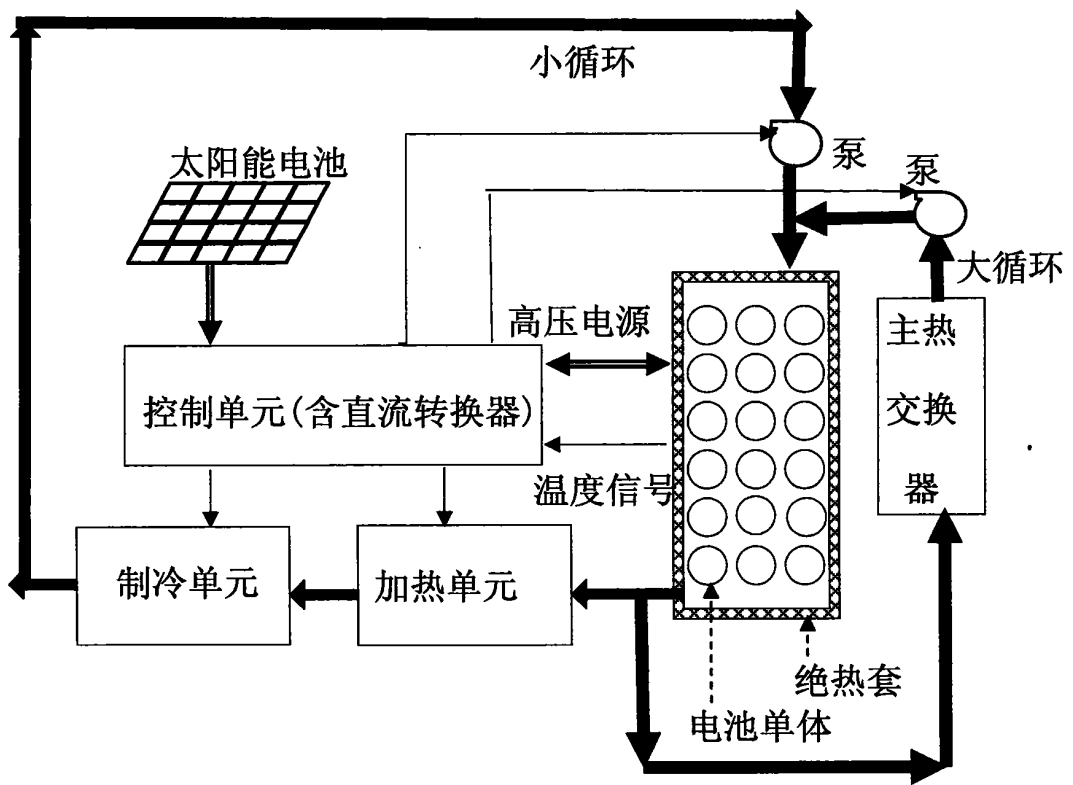 小循环
太阳能电池
泵
泵
大循环
高压电源
主热
交换
器
控制单元(含直流转换器)
温度信号
制冷单元
加热单元
绝热套
电池单体